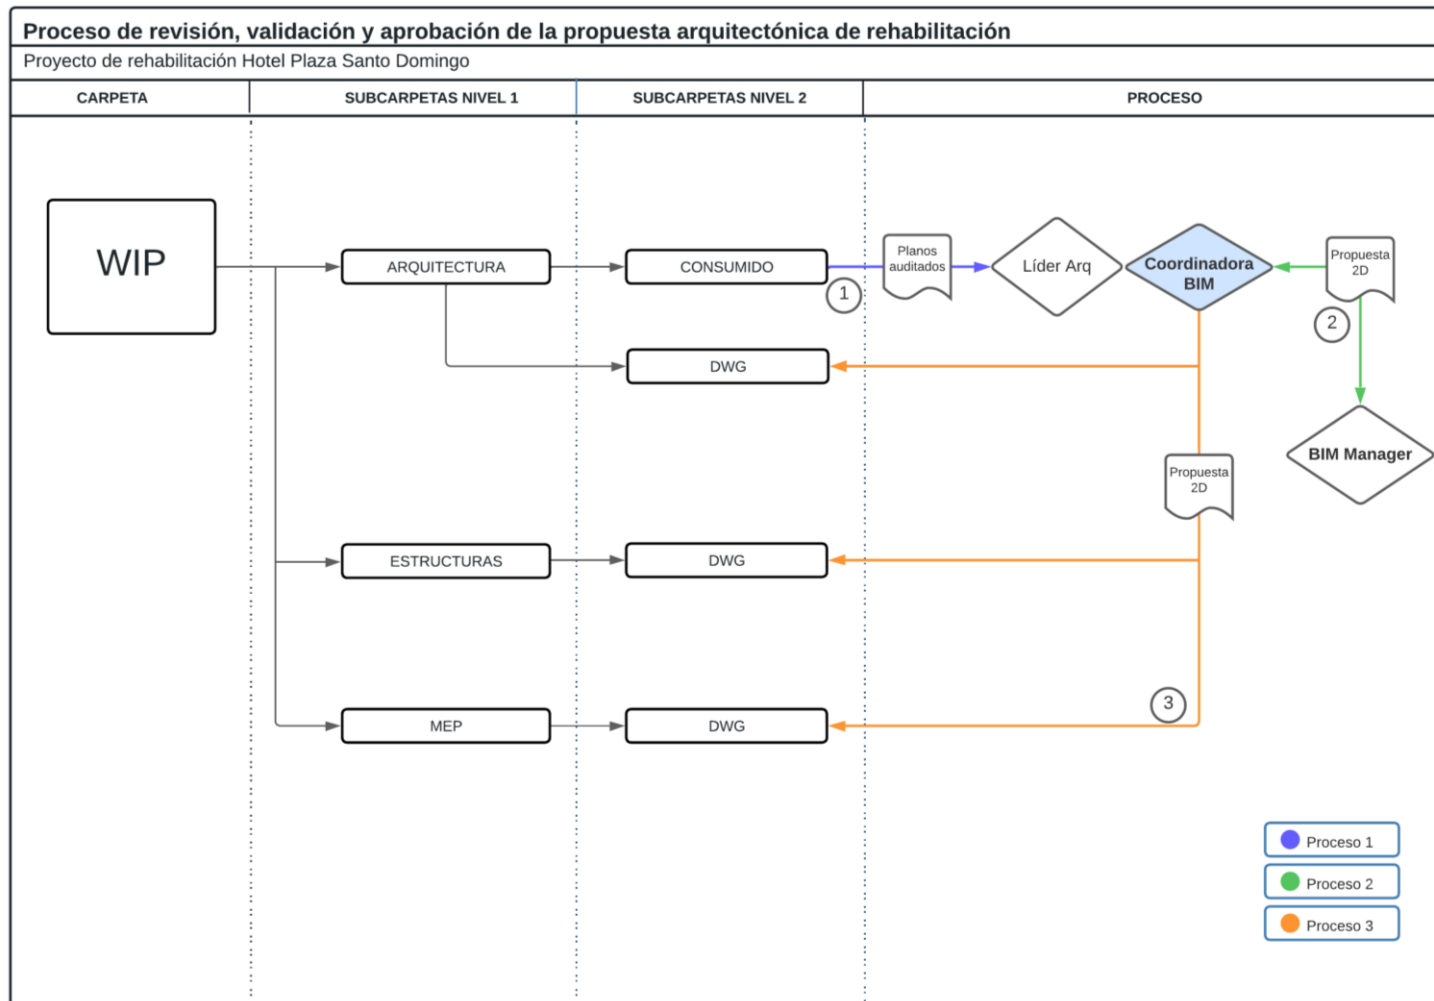 Proceso de revisión, validación y aprobación de la propuesta arquitectónica de rehabilitación
Proyecto de rehabilitación Hotel Plaza Santo Domingo
CARPETA
SUBCARPETAS NIVEL 1
SUBCARPETAS NIVEL 2
PROCESO
WIP
ARQUITECTURA
CONSUMIDO
1
Planos
auditados
Líder Arq
Coordinadora
BIM
Propuesta
2D
2
DWG
BIM Manager
Propuesta
2D
ESTRUCTURAS
DWG
3
MEP
DWG
Proceso 1
Proceso 2
Proceso 3